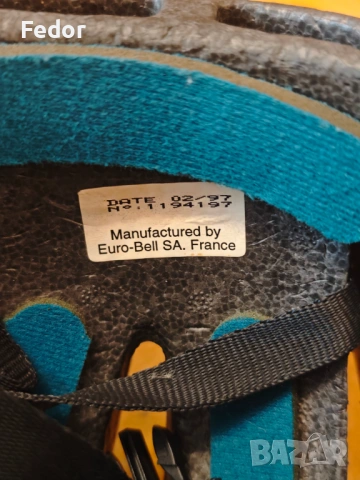 Fedor
DATE 02/97
Nº.:1194197
Manufactured by
Euro-Bell SA. France
BAZAR